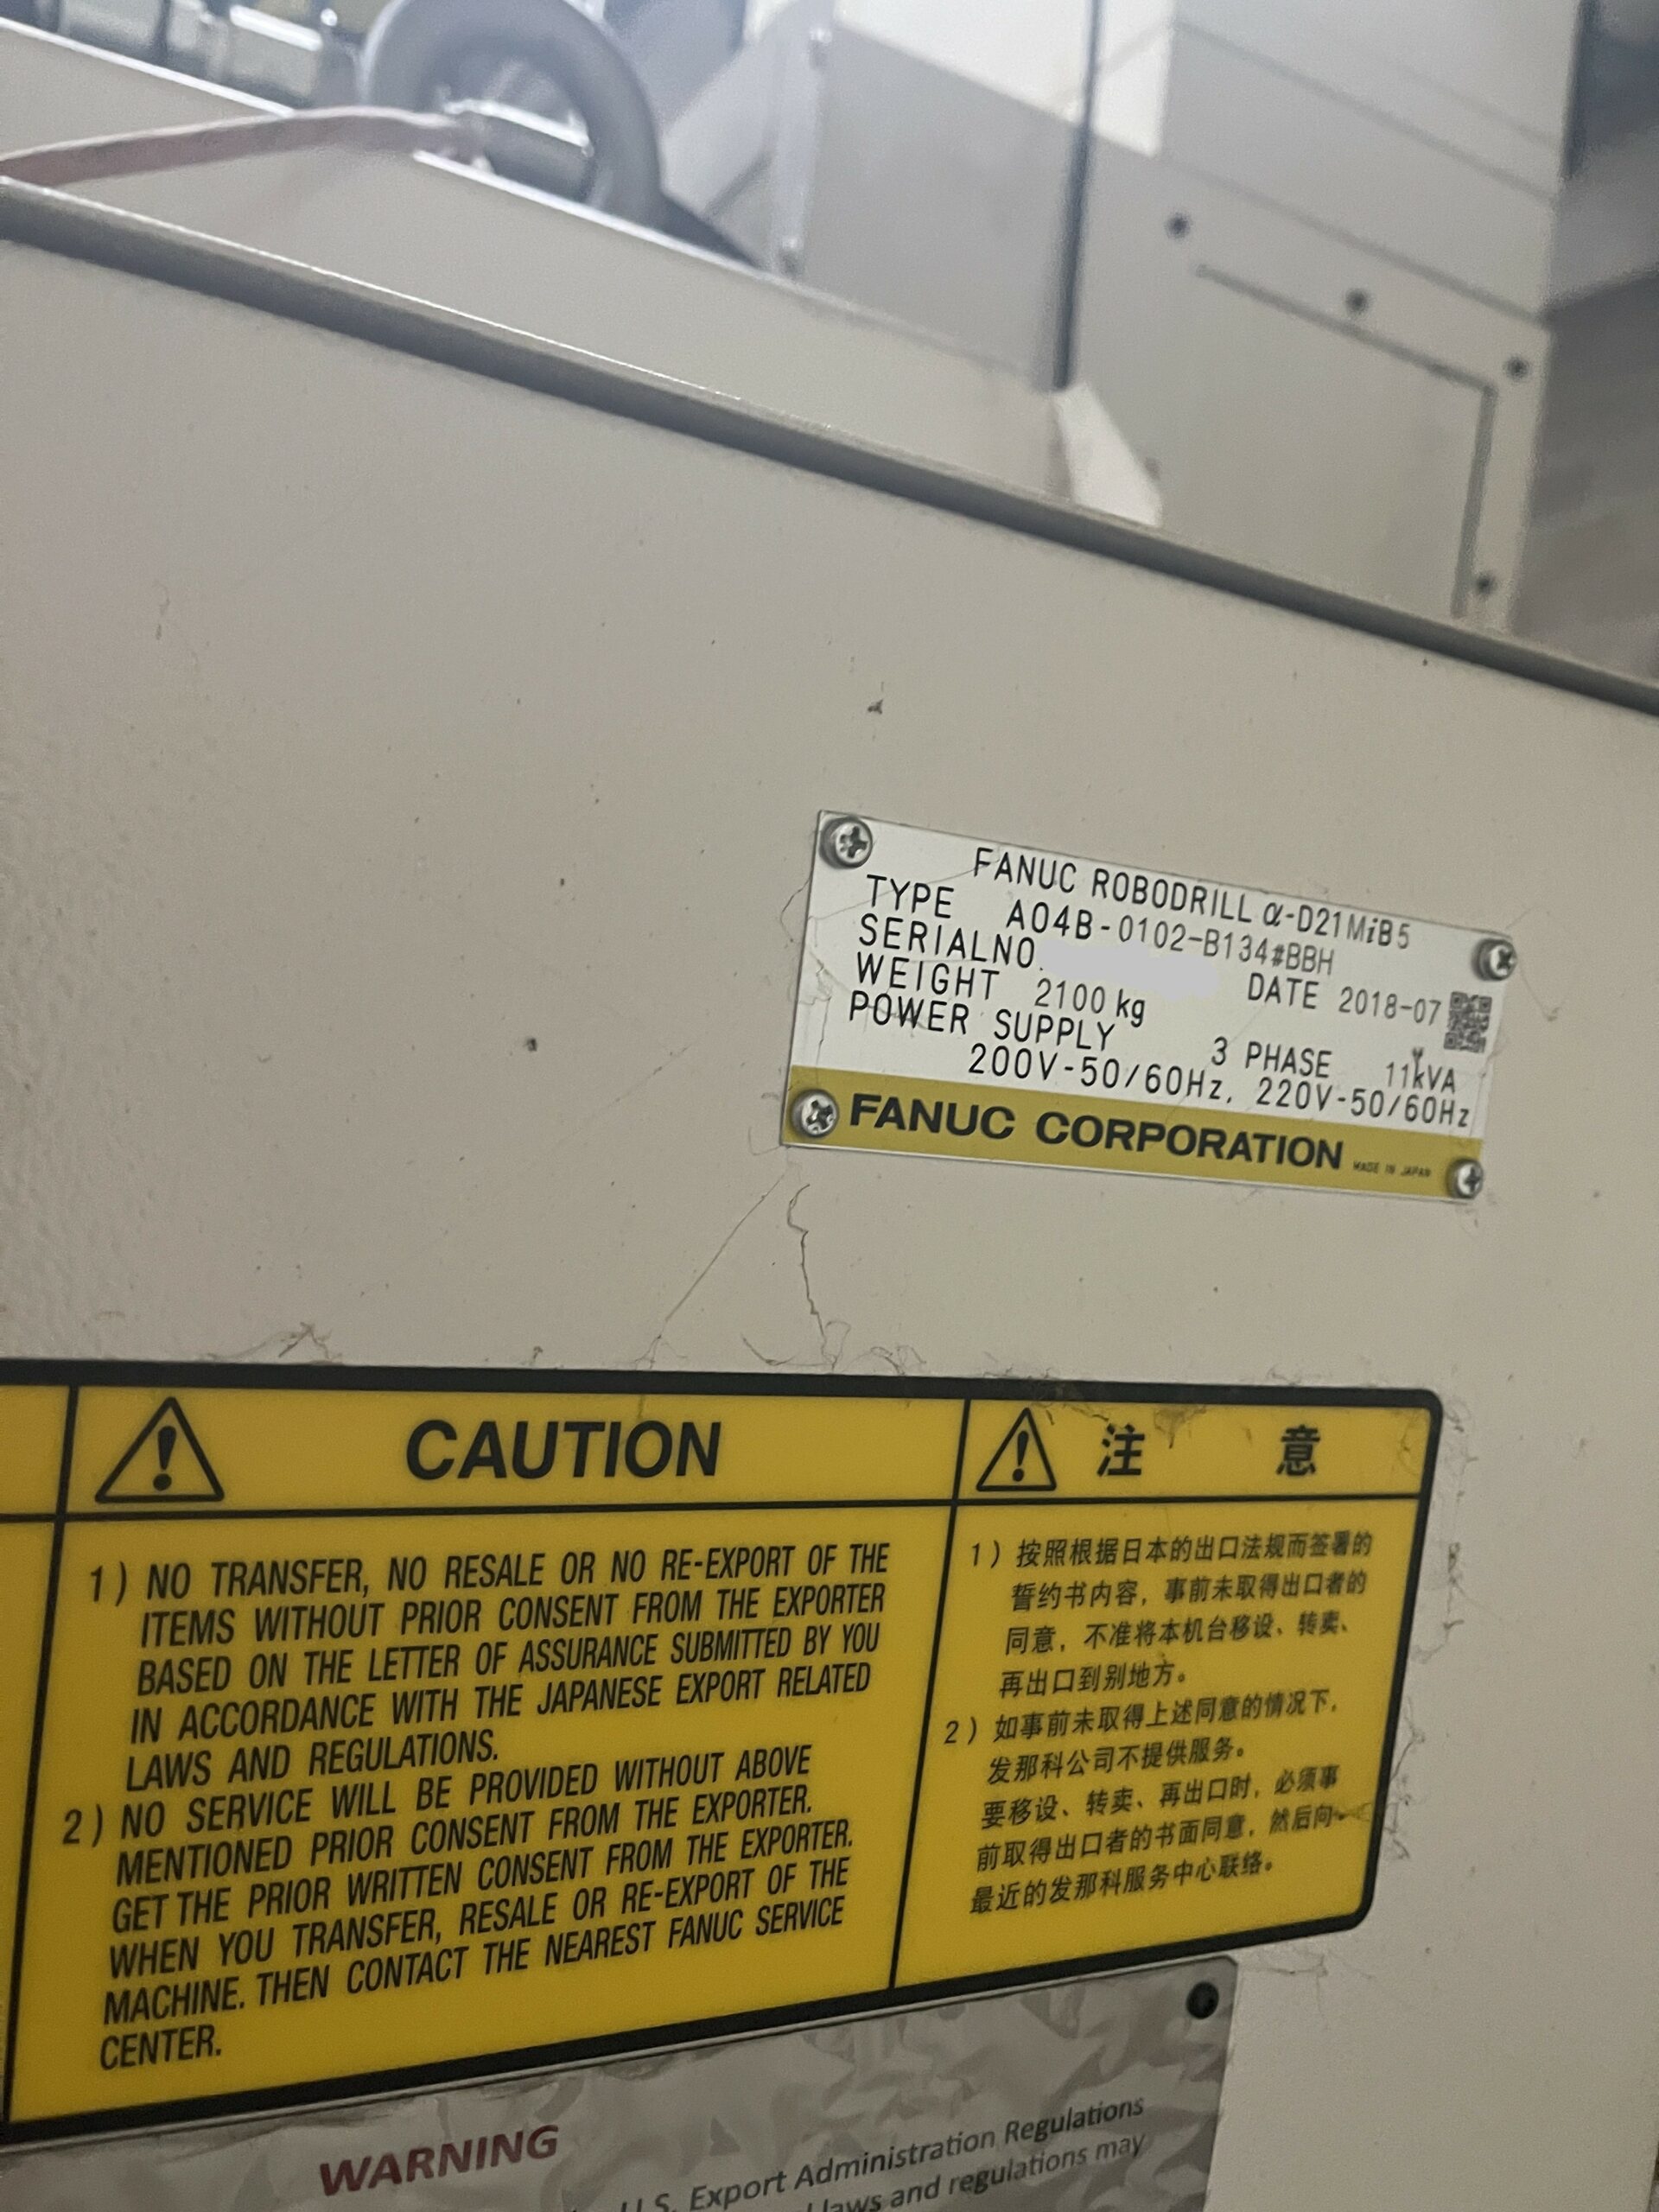 FANUC ROBODRILL α-D21MiB5
TYPE A04B-0102-B134#BBH
SERIALNO. DATE 2018-07
WEIGHT 2100 kg
POWER SUPPLY 3 PHASE 11kVA
200V-50/60Hz, 220V-50/60Hz
FANUC CORPORATION MADE IN JAPAN
CAUTION
1) NO TRANSFER, NO RESALE OR NO RE-EXPORT OF THE
ITEMS WITHOUT PRIOR CONSENT FROM THE EXPORTER
BASED ON THE LETTER OF ASSURANCE SUBMITTED BY YOU
IN ACCORDANCE WITH THE JAPANESE EXPORT RELATED
LAWS AND REGULATIONS.
2) NO SERVICE WILL BE PROVIDED WITHOUT ABOVE
MENTIONED PRIOR CONSENT FROM THE EXPORTER.
GET THE PRIOR WRITTEN CONSENT FROM THE EXPORTER.
WHEN YOU TRANSFER, RESALE OR RE-EXPORT OF THE
MACHINE. THEN CONTACT THE NEAREST FANUC SERVICE
CENTER.
注 意
1) 按照根据日本的出口法规而签署的
誓约书内容，事前未取得出口者的
同意，不准将本机台移设、转卖、
再出口到别地方。
2) 如事前未取得上述同意的情况下，
发那科公司不提供服务。
要移设、转卖、再出口时，必须事
前取得出口者的书面同意，然后向
最近的发那科服务中心联络。
WARNING
U.S. Export Administration Regulations
laws and regulations may